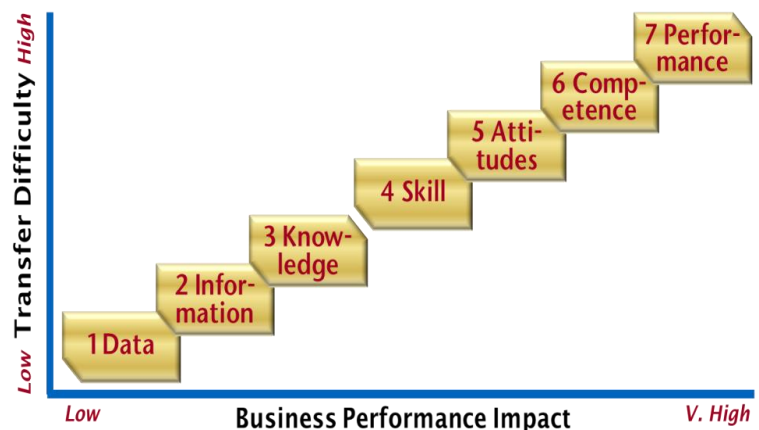 High
Transfer Difficulty
Low
7 Perfor-
mance
6 Comp-
etence
5 Atti-
tudes
4 Skill
3 Know-
ledge
2 Infor-
mation
1 Data
Low
Business Performance Impact
V. High